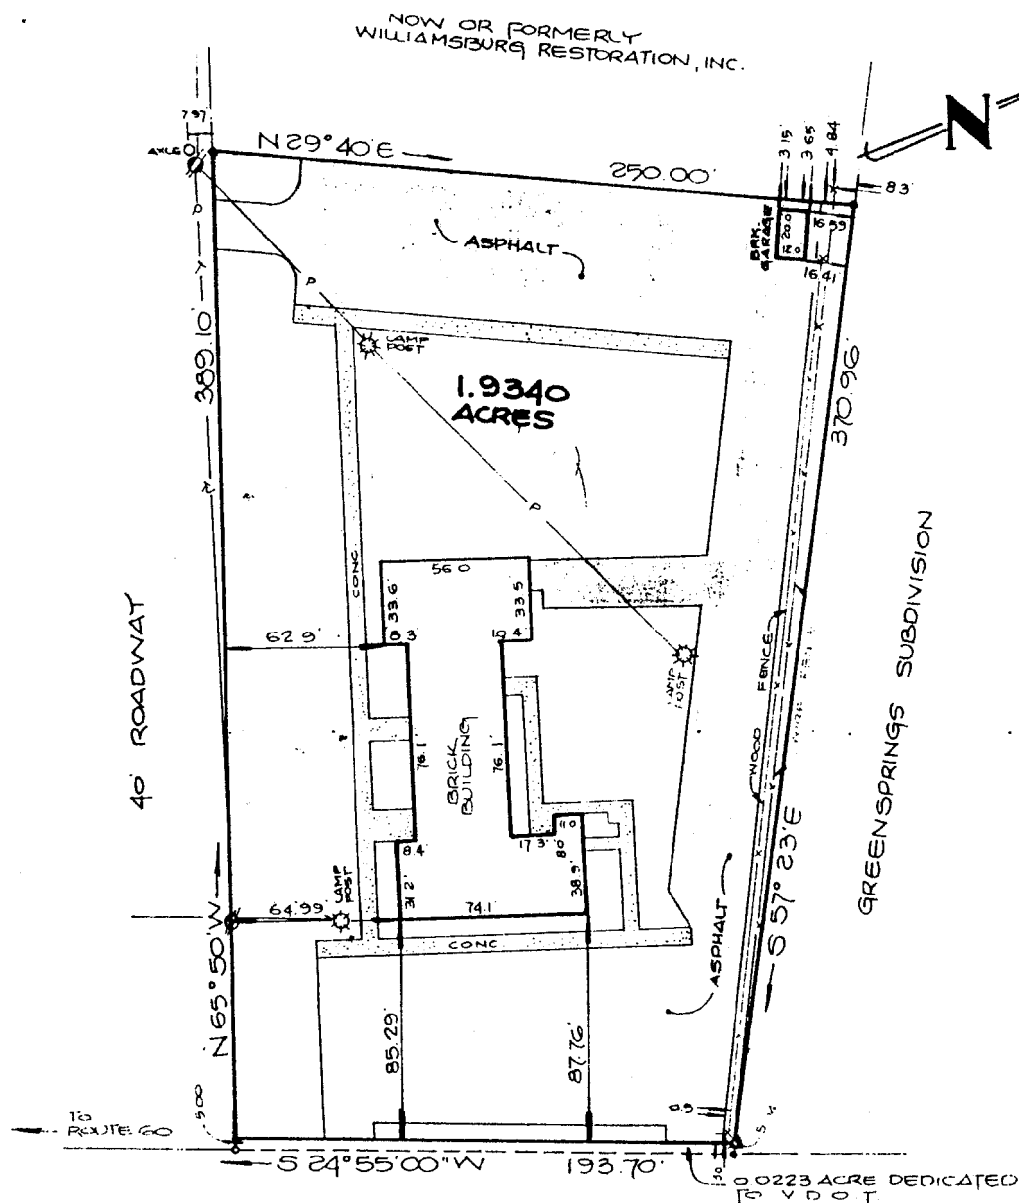 NOW OR FORMERLY
WILLIAMSBURG RESTORATION, INC.
N
7.97'
AXLE
N 29° 40' E
250.00'
3.15'
3.65'
4.84
.83'
BRK.
GARAGE
20.0
16.59
16.41
ASPHALT
P
389.10'
LAMP
POST
1.9340
ACRES
370.96'
P
CONC
56.0
33.6'
33.5
62.9'
8.3
10.4'
LAMP
POST
WOOD FENCE
GREENSPRINGS SUBDIVISION
40' ROADWAY
76.1'
BRICK
BUILDING
76.1'
8.4'
17.3'
8.0'
11.0
31.2'
38.9'
LAMP
POST
64.99'
74.1'
CONC
ASPHALT
S 57° 23' E
N 65° 50' W
85.29'
87.76'
5.00
TO
ROUTE 60
0.9
S 24° 55' 00" W
193.70'
0.0223 ACRE DEDICATED
TO V.D.O.T.